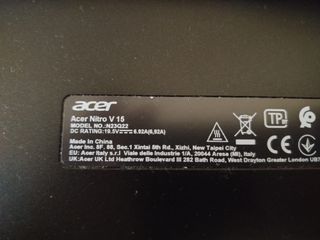 acer
Acer Nitro V 15
MODEL NO.:N23Q22
DC RATING:19.5V 6.92A(6,92A)
Made in China
Acer Inc. 8F, 88, Sec.1 Xintai 5th Rd., Xizhi, New Taipei City
EU:Acer Italy s.r.l Viale delle Industrie 1/A, 20044 Arese (MI), Italy
UK:Acer UK Ltd Heathrow Boulevard III 282 Bath Road, West Drayton Greater London UB7
TP